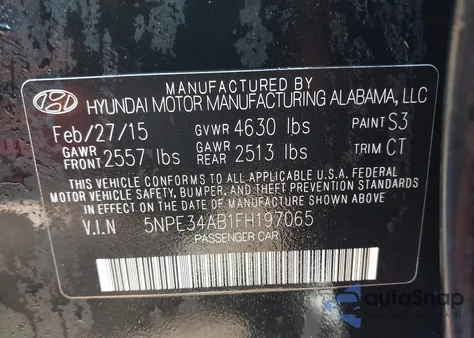 MANUFACTURED BY
HYUNDAI MOTOR MANUFACTURING ALABAMA, LLC
Feb/27/15 GVWR 4630 lbs PAINT S3
GAWR FRONT 2557 lbs GAWR REAR 2513 lbs TRIM CT
THIS VEHICLE CONFORMS TO ALL APPLICABLE U.S. FEDERAL
MOTOR VEHICLE SAFETY, BUMPER, AND THEFT PREVENTION STANDARDS
IN EFFECT ON THE DATE OF MANUFACTURE SHOWN ABOVE.
V.I.N 5NPE34AB1FH197065
PASSENGER CAR
autoSnap